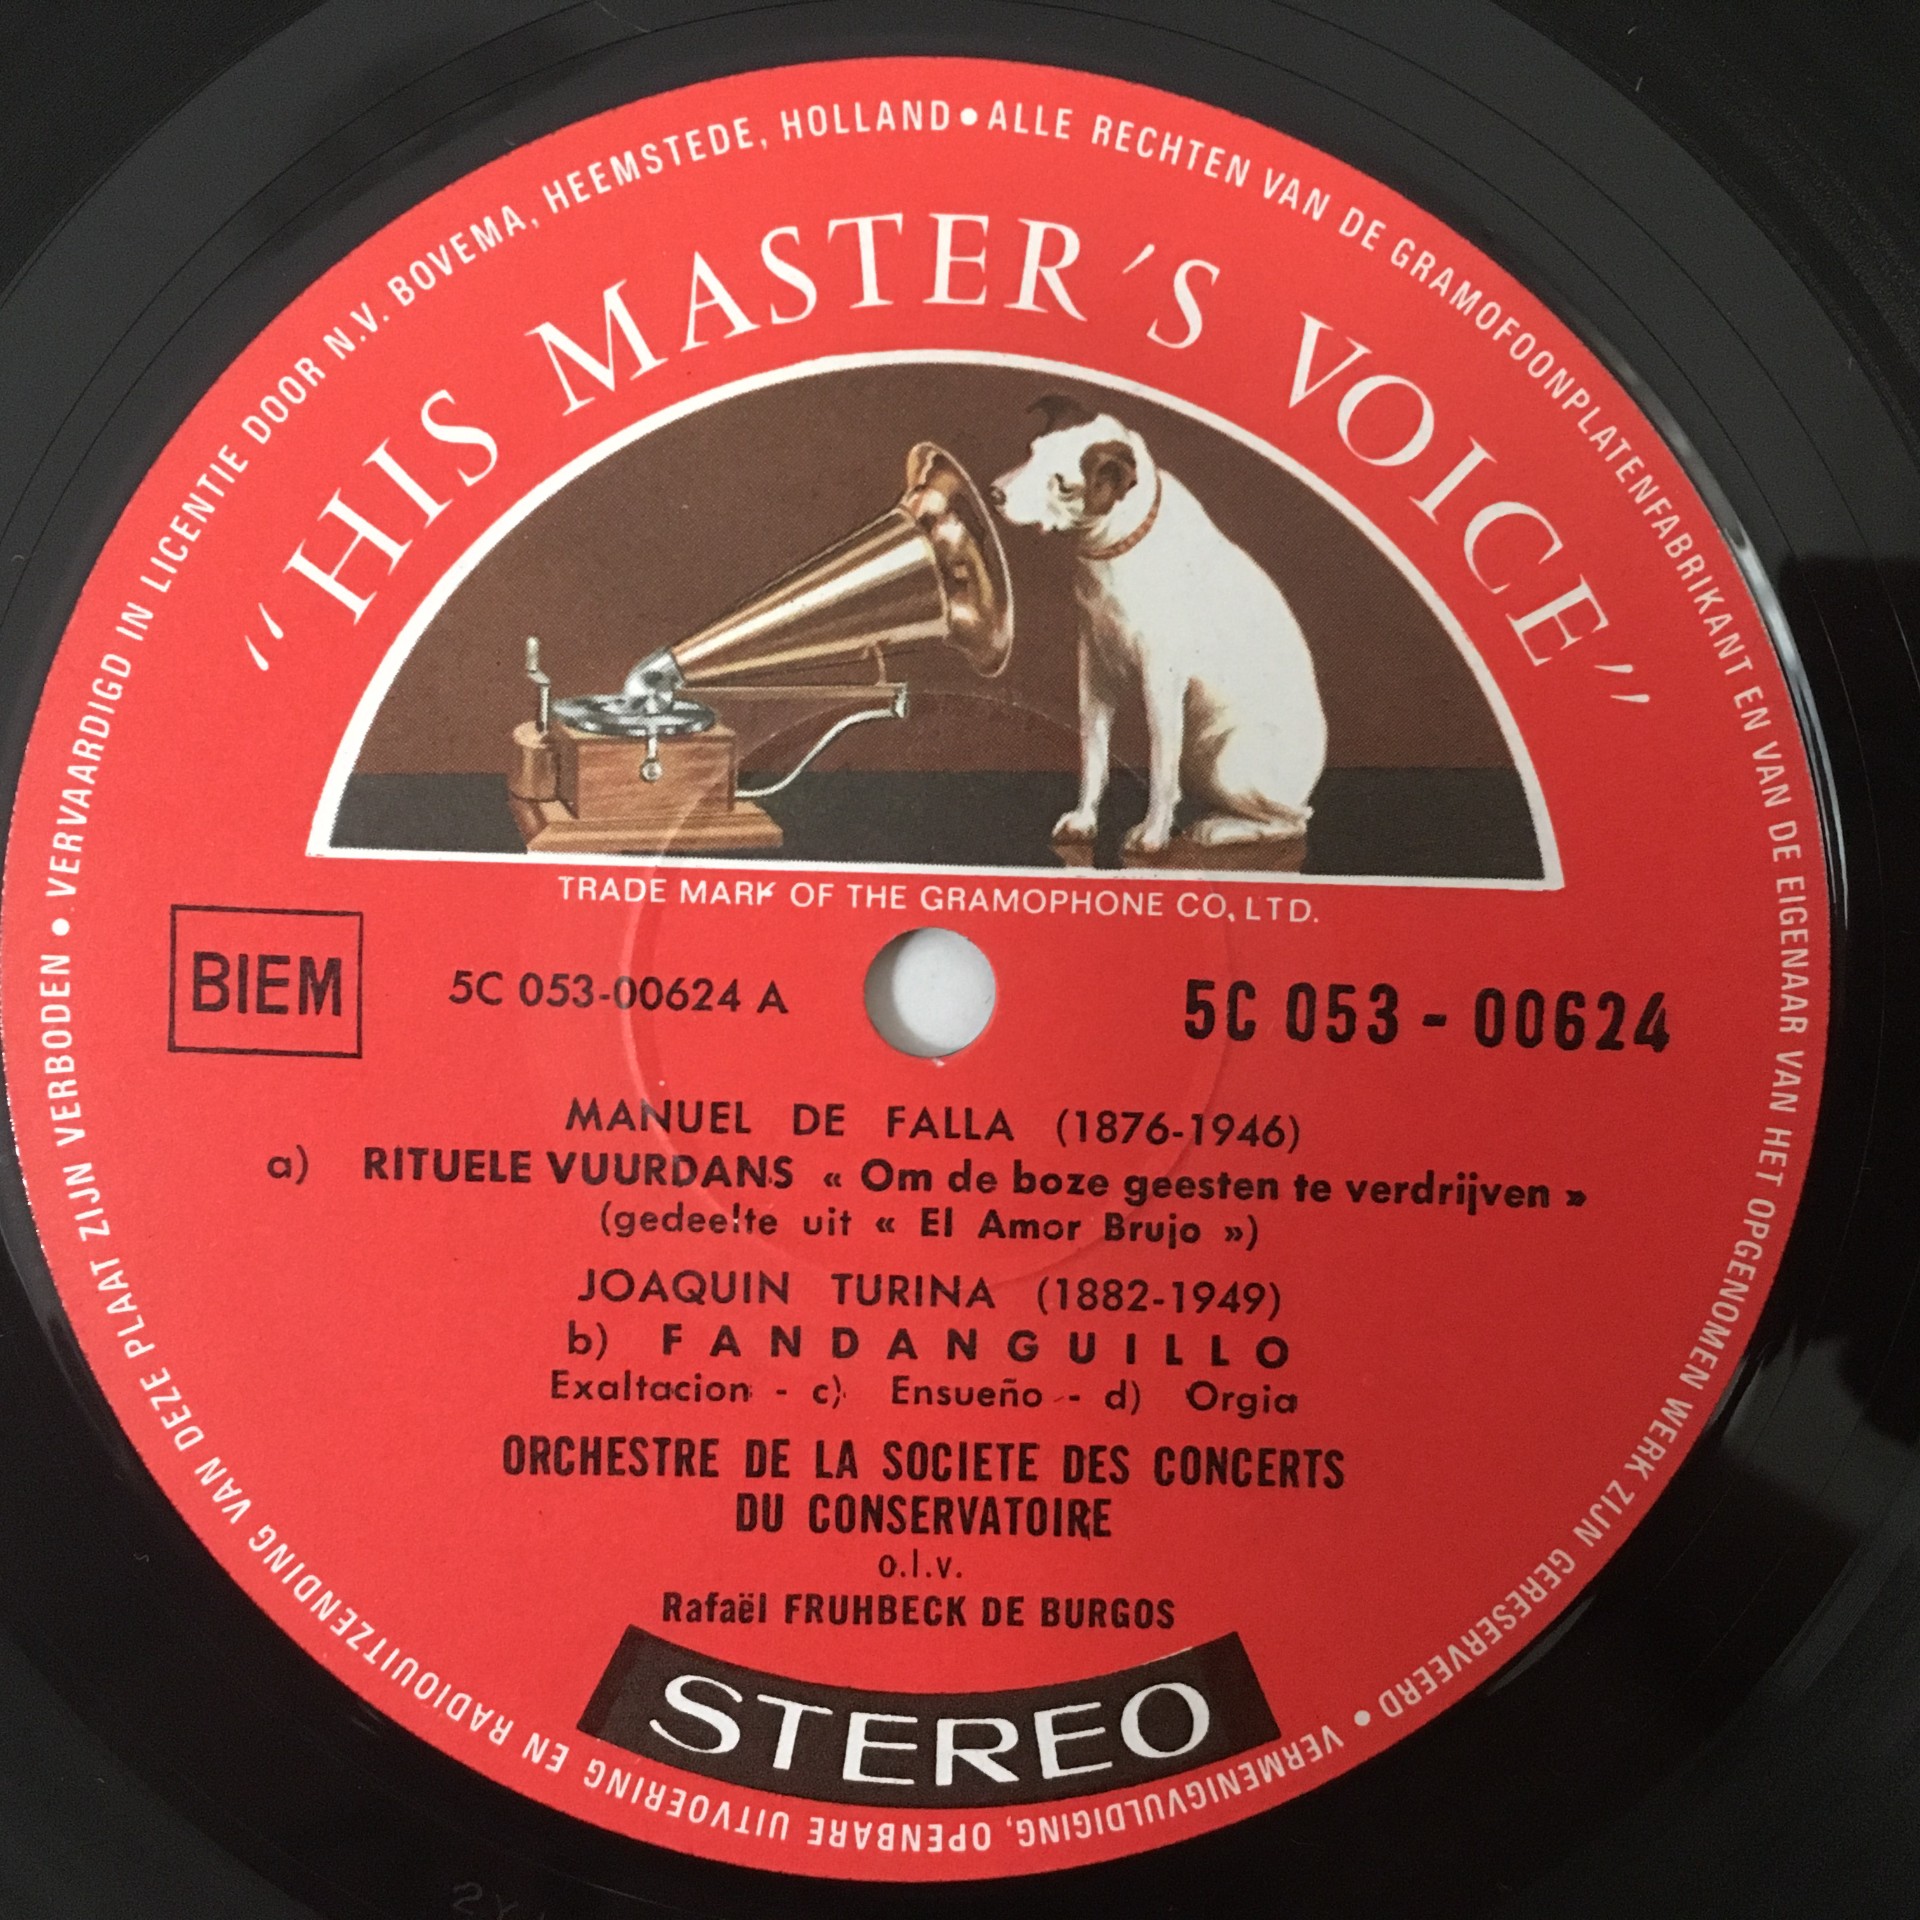 VERVAARDIGD IN LICENTIE DOOR N.V. BOVEMA, HEEMSTEDE, HOLLAND • ALLE RECHTEN VAN DE GRAMOFOONPLATENFABRIKANT EN VAN DE EIGENAAR VAN HET OPGENOMEN WERK ZIJN GERESERVEERD • VERMENIGVULDIGING, OPENBARE UITVOERING EN RADIOUITZENDING VAN DEZE PLAAT ZIJN VERBODEN •
"HIS MASTER'S VOICE"
TRADE MARK OF THE GRAMOPHONE CO, LTD.
BIEM
5C 053-00624 A
5C 053 - 00624
MANUEL DE FALLA (1876-1946)
a) RITUELE VUURDANS « Om de boze geesten te verdrijven »
(gedeelte uit « El Amor Brujo »)
JOAQUIN TURINA (1882-1949)
b) FANDANGUILLO
Exaltacion - c) Ensueño - d) Orgia
ORCHESTRE DE LA SOCIETE DES CONCERTS
DU CONSERVATOIRE
o.l.v.
Rafaël FRUHBECK DE BURGOS
STEREO